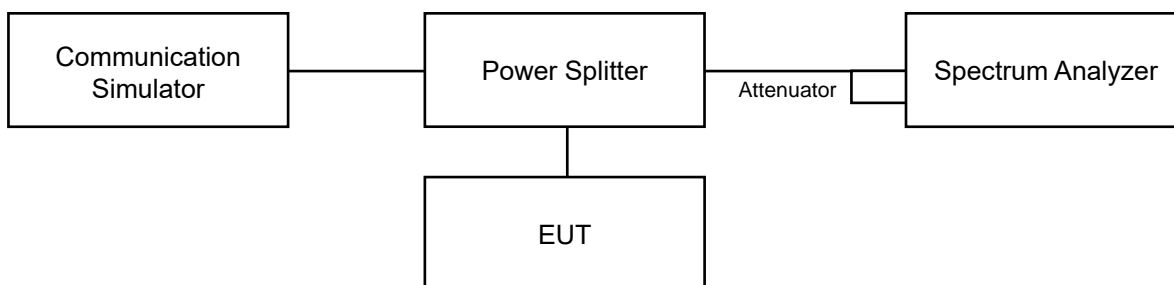 Communication
Simulator
Power Splitter
Attenuator
Spectrum Analyzer
EUT